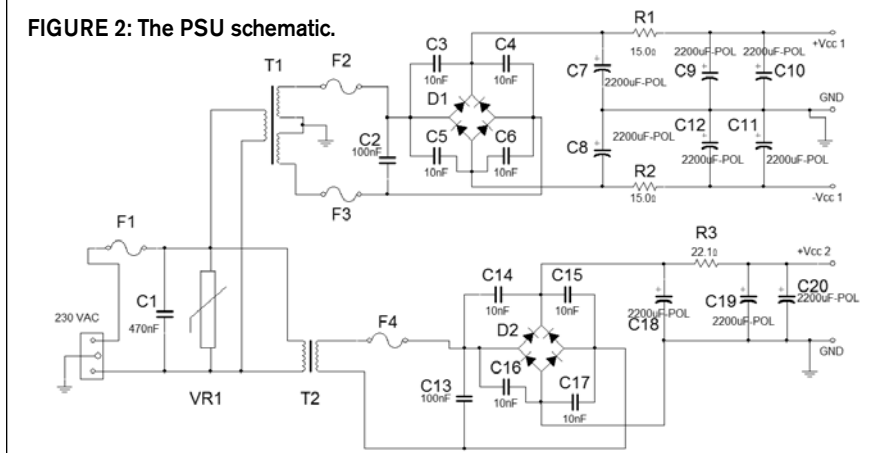 FIGURE 2: The PSU schematic.
R1
15.0Ω
+Vcc 1
C3
C4
10nF
10nF
T1
F2
C7
2200uF-POL
2200uF-POL
2200uF-POL
C9
C10
D1
GND
C2
100nF
C5
C6
10nF
10nF
C8
2200uF-POL
C12
C11
2200uF-POL
2200uF-POL
R2
15.0Ω
-Vcc 1
F3
F1
R3
22.1Ω
+Vcc 2
C14
C15
10nF
10nF
230 VAC
C1
470nF
F4
D2
2200uF-POL
C18
C19
2200uF-POL
C20
2200uF-POL
GND
C16
10nF
C13
100nF
C17
10nF
VR1
T2